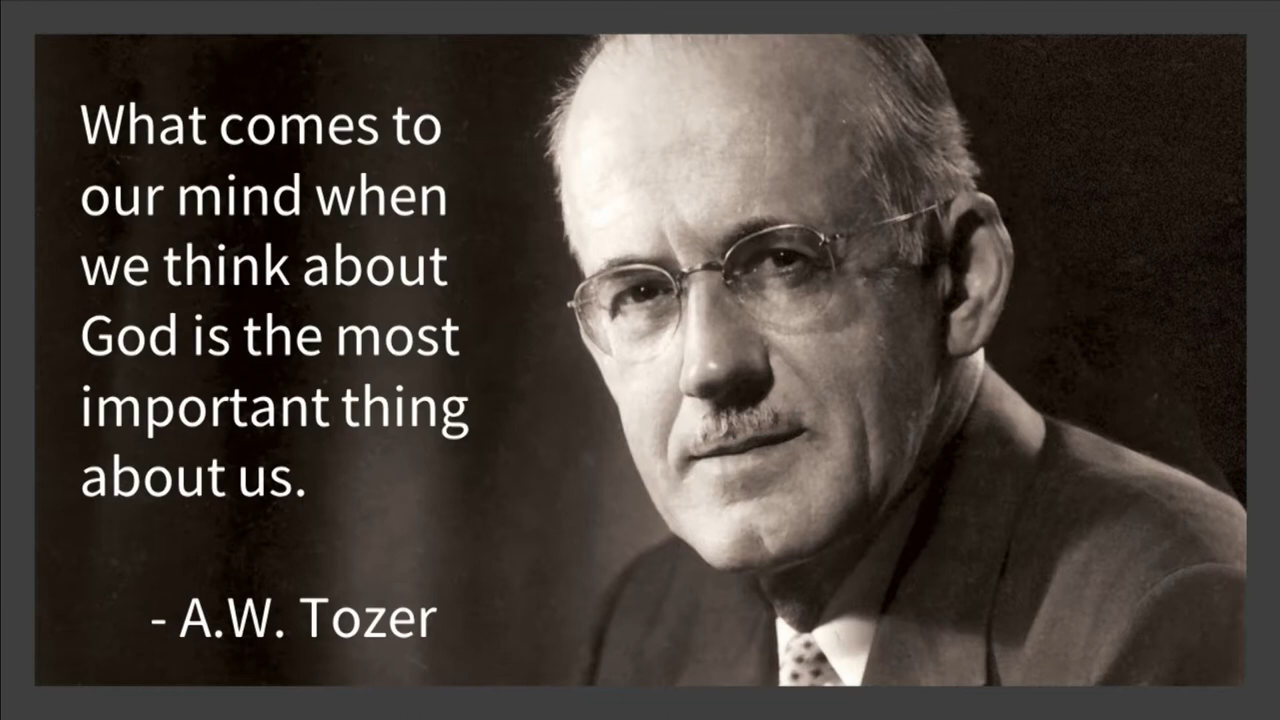 What comes to
our mind when
we think about
God is the most
important thing
about us.
- A.W. Tozer